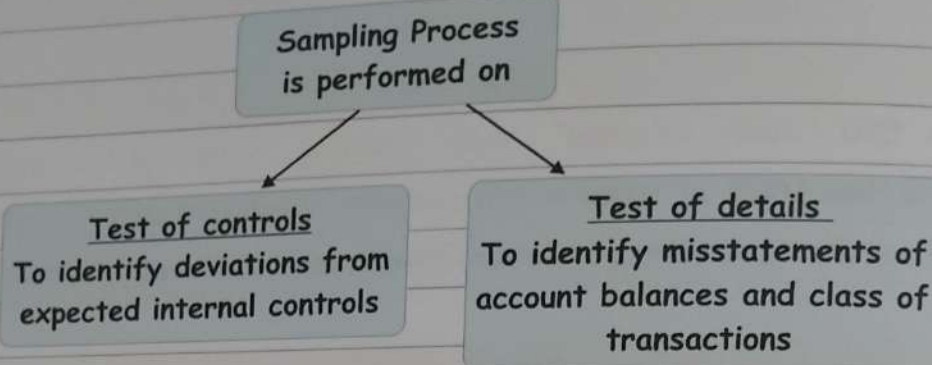 Sampling Process
is performed on
Test of controls
To identify deviations from
expected internal controls
Test of details
To identify misstatements of
account balances and class of
transactions